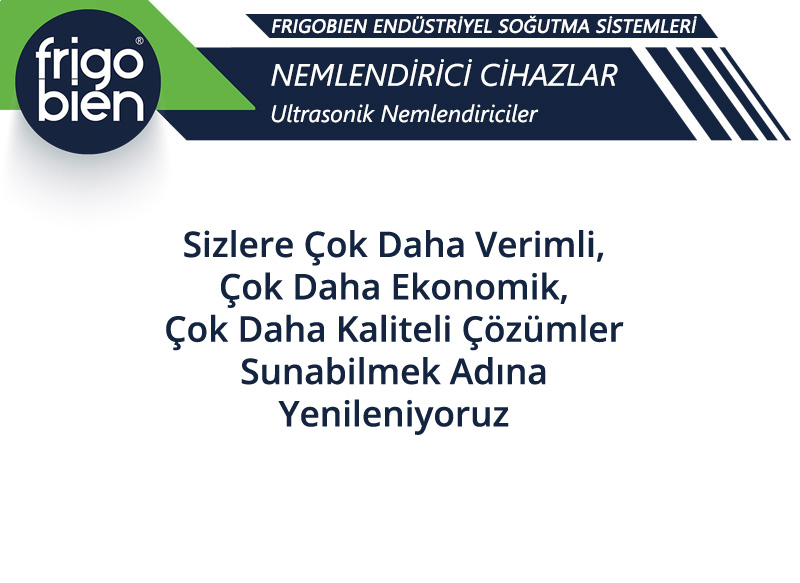 frigo®
bien
FRIGOBIEN ENDÜSTRİYEL SOĞUTMA SİSTEMLERİ
NEMLENDİRİCİ CİHAZLAR
Ultrasonik Nemlendiriciler
Sizlere Çok Daha Verimli,
Çok Daha Ekonomik,
Çok Daha Kaliteli Çözümler
Sunabilmek Adına
Yenileniyoruz